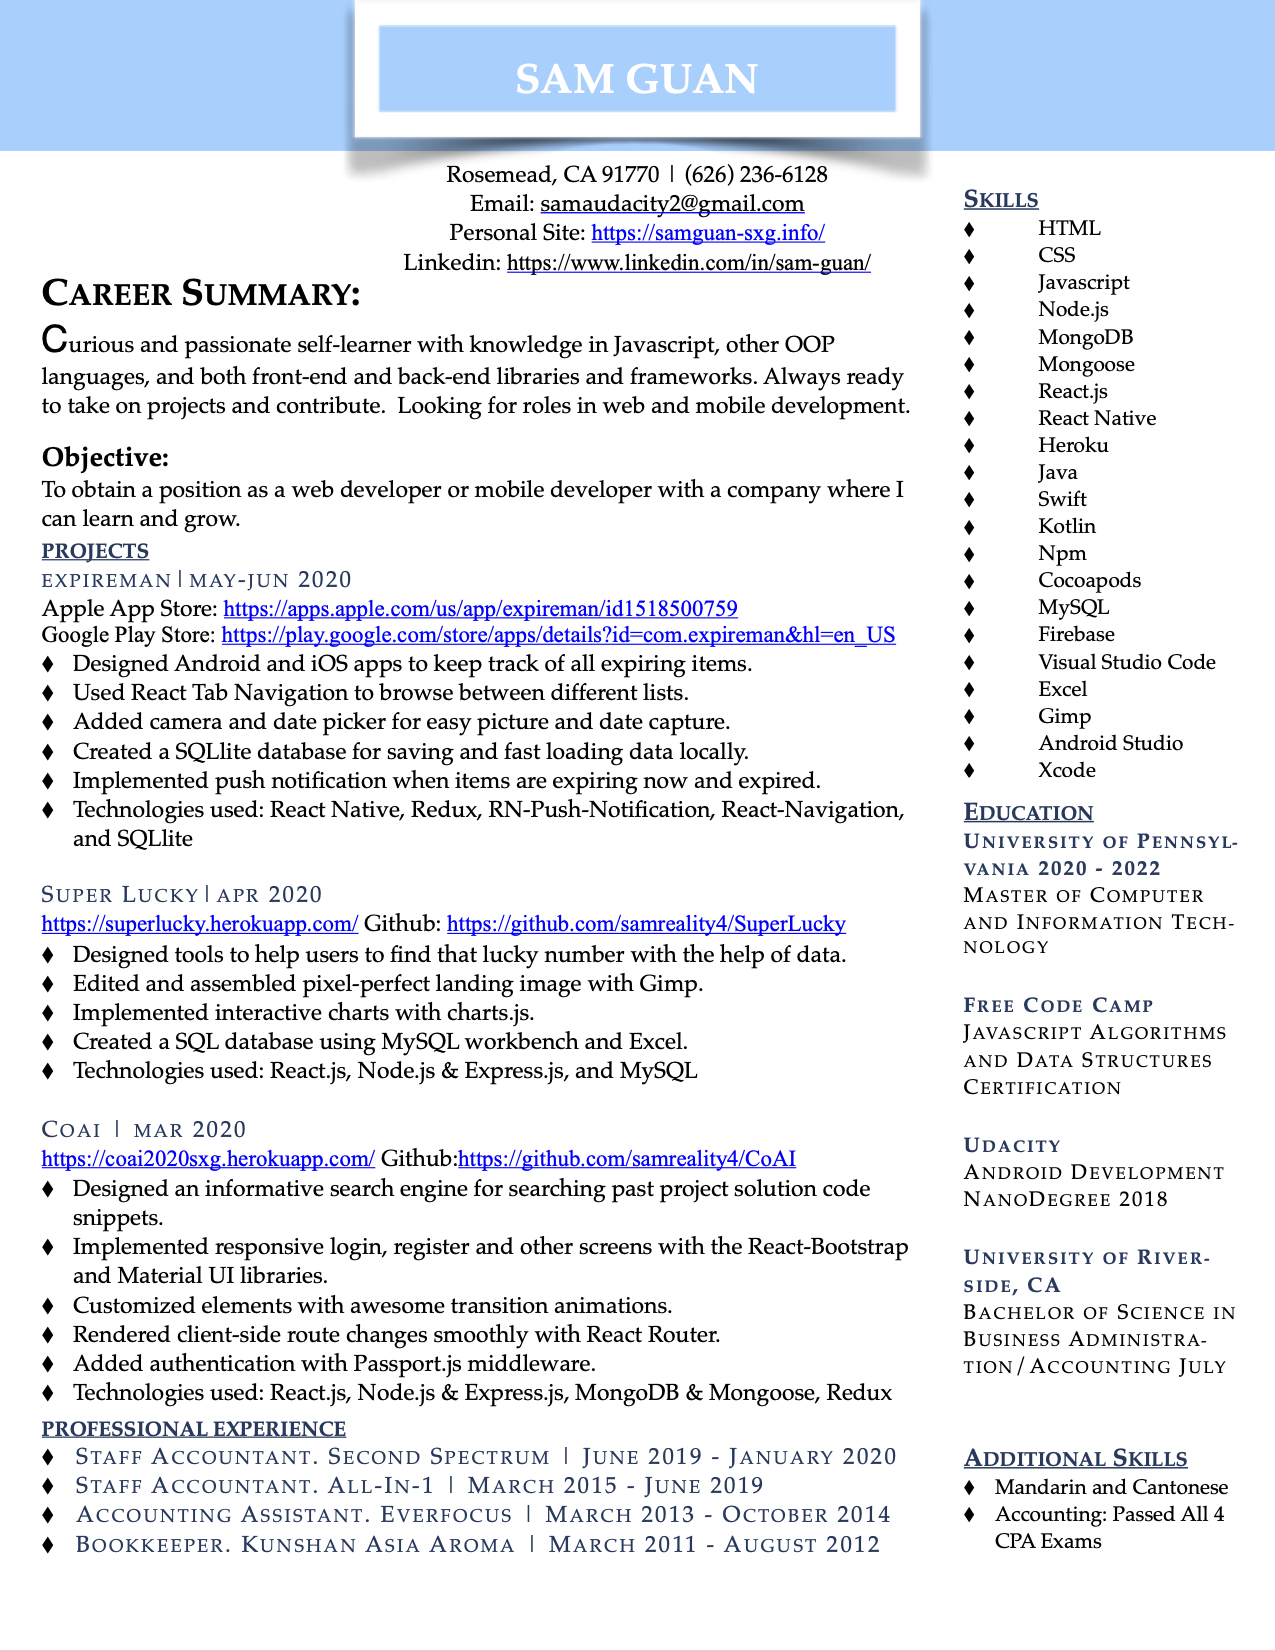 SAM GUAN
Rosemead, CA 91770 | (626) 236-6128
Email: samaudacity2@gmail.com
Personal Site: https://samguan-sxg.info/
Linkedin: https://www.linkedin.com/in/sam-guan/
CAREER SUMMARY:
Curious and passionate self-learner with knowledge in Javascript, other OOP
languages, and both front-end and back-end libraries and frameworks. Always ready
to take on projects and contribute.  Looking for roles in web and mobile development.
Objective:
To obtain a position as a web developer or mobile developer with a company where I
can learn and grow.
PROJECTS
EXPIREMAN | MAY-JUN 2020
Apple App Store: https://apps.apple.com/us/app/expireman/id1518500759
Google Play Store: https://play.google.com/store/apps/details?id=com.expireman&hl=en_US
♦ Designed Android and iOS apps to keep track of all expiring items.
♦ Used React Tab Navigation to browse between different lists.
♦ Added camera and date picker for easy picture and date capture.
♦ Created a SQLlite database for saving and fast loading data locally.
♦ Implemented push notification when items are expiring now and expired.
♦ Technologies used: React Native, Redux, RN-Push-Notification, React-Navigation,
and SQLlite
SUPER LUCKY | APR 2020
https://superlucky.herokuapp.com/ Github: https://github.com/samreality4/SuperLucky
♦ Designed tools to help users to find that lucky number with the help of data.
♦ Edited and assembled pixel-perfect landing image with Gimp.
♦ Implemented interactive charts with charts.js.
♦ Created a SQL database using MySQL workbench and Excel.
♦ Technologies used: React.js, Node.js & Express.js, and MySQL
COAI | MAR 2020
https://coai2020sxg.herokuapp.com/ Github:https://github.com/samreality4/CoAI
♦ Designed an informative search engine for searching past project solution code
snippets.
♦ Implemented responsive login, register and other screens with the React-Bootstrap
and Material UI libraries.
♦ Customized elements with awesome transition animations.
♦ Rendered client-side route changes smoothly with React Router.
♦ Added authentication with Passport.js middleware.
♦ Technologies used: React.js, Node.js & Express.js, MongoDB & Mongoose, Redux
PROFESSIONAL EXPERIENCE
♦ STAFF ACCOUNTANT. SECOND SPECTRUM | JUNE 2019 - JANUARY 2020
♦ STAFF ACCOUNTANT. ALL-IN-1 | MARCH 2015 - JUNE 2019
♦ ACCOUNTING ASSISTANT. EVERFOCUS | MARCH 2013 - OCTOBER 2014
♦ BOOKKEEPER. KUNSHAN ASIA AROMA | MARCH 2011 - AUGUST 2012
SKILLS
♦ HTML
♦ CSS
♦ Javascript
♦ Node.js
♦ MongoDB
♦ Mongoose
♦ React.js
♦ React Native
♦ Heroku
♦ Java
♦ Swift
♦ Kotlin
♦ Npm
♦ Cocoapods
♦ MySQL
♦ Firebase
♦ Visual Studio Code
♦ Excel
♦ Gimp
♦ Android Studio
♦ Xcode
EDUCATION
UNIVERSITY OF PENNSYL-
VANIA 2020 - 2022
MASTER OF COMPUTER
AND INFORMATION TECH-
NOLOGY
FREE CODE CAMP
JAVASCRIPT ALGORITHMS
AND DATA STRUCTURES
CERTIFICATION
UDACITY
ANDROID DEVELOPMENT
NANODEGREE 2018
UNIVERSITY OF RIVER-
SIDE, CA
BACHELOR OF SCIENCE IN
BUSINESS ADMINISTRA-
TION/ACCOUNTING JULY
ADDITIONAL SKILLS
♦ Mandarin and Cantonese
♦ Accounting: Passed All 4
CPA Exams